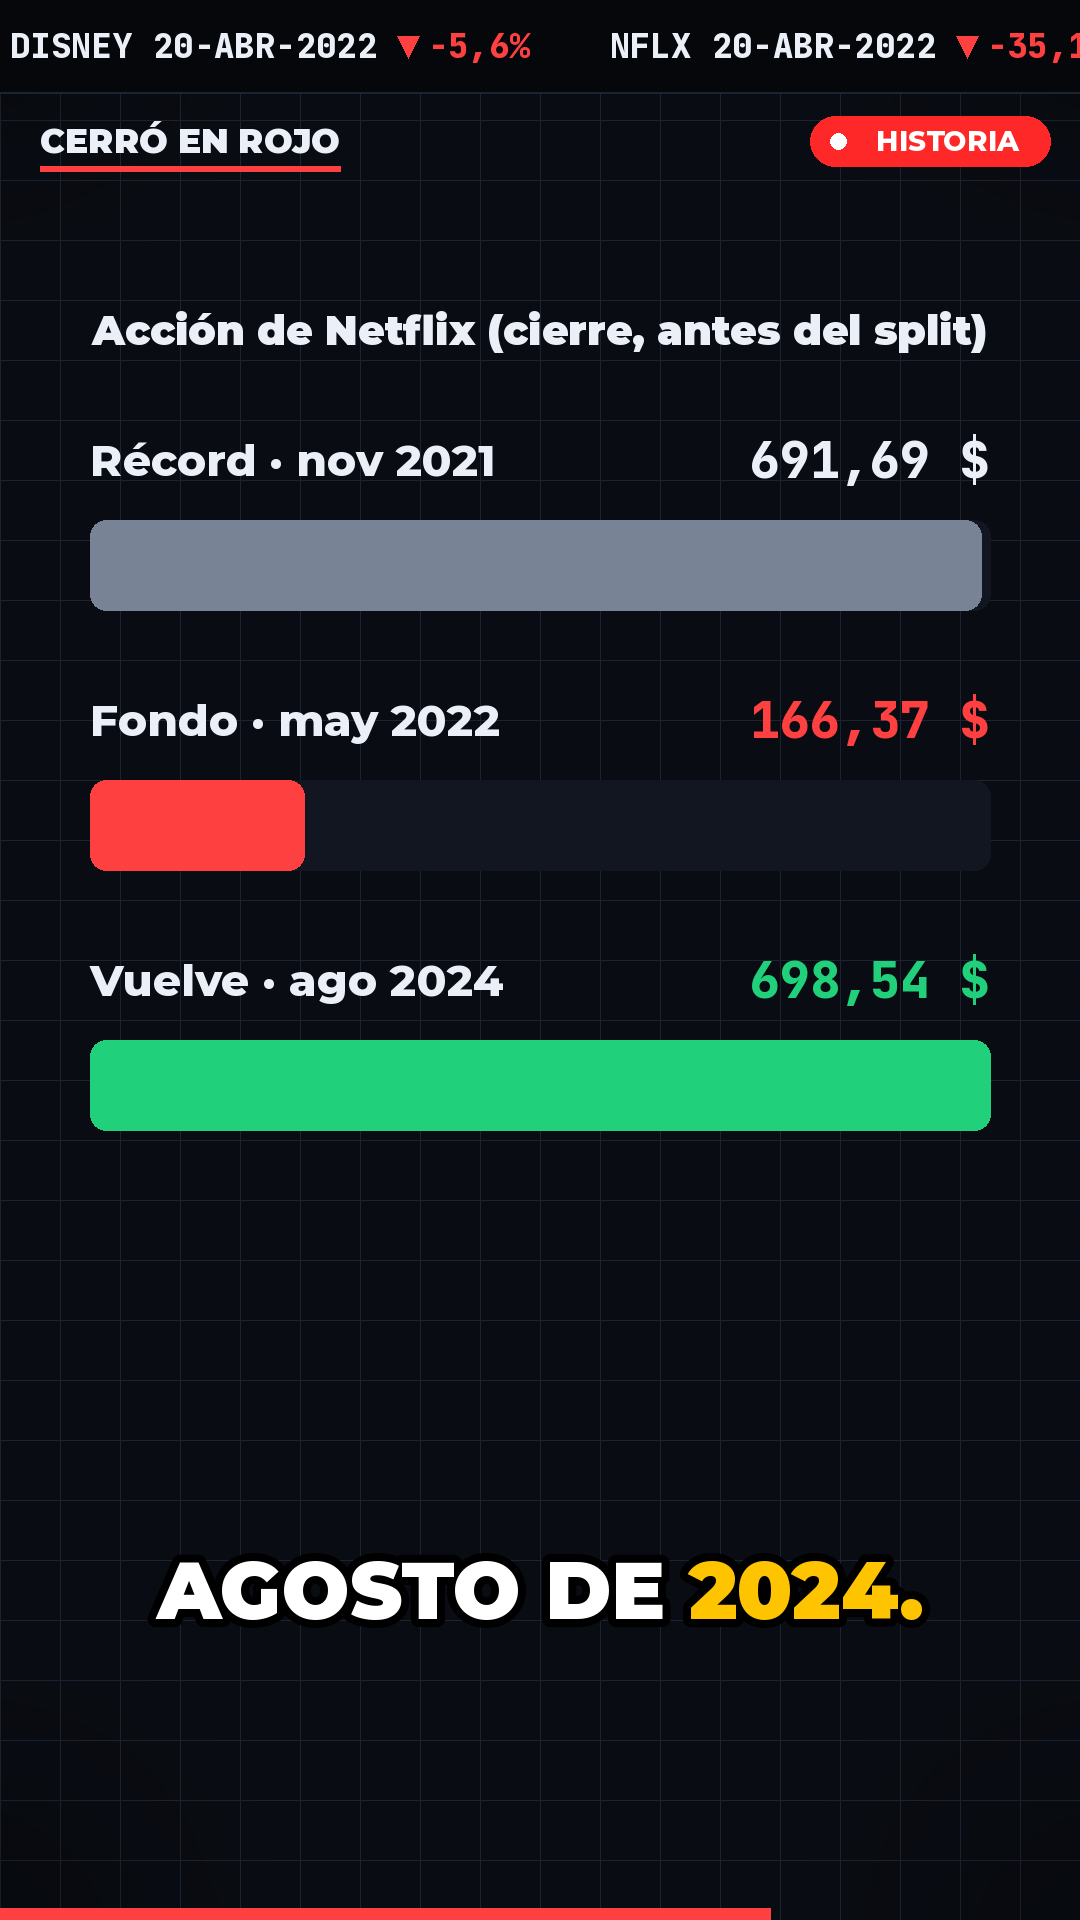 DISNEY 20-ABR-2022 ▼ -5,6% NFLX 20-ABR-2022 ▼ -35,1
CERRÓ EN ROJO
HISTORIA
Acción de Netflix (cierre, antes del split)
Récord · nov 2021 691,69 $
Fondo · may 2022 166,37 $
Vuelve · ago 2024 698,54 $
AGOSTO DE 2024.